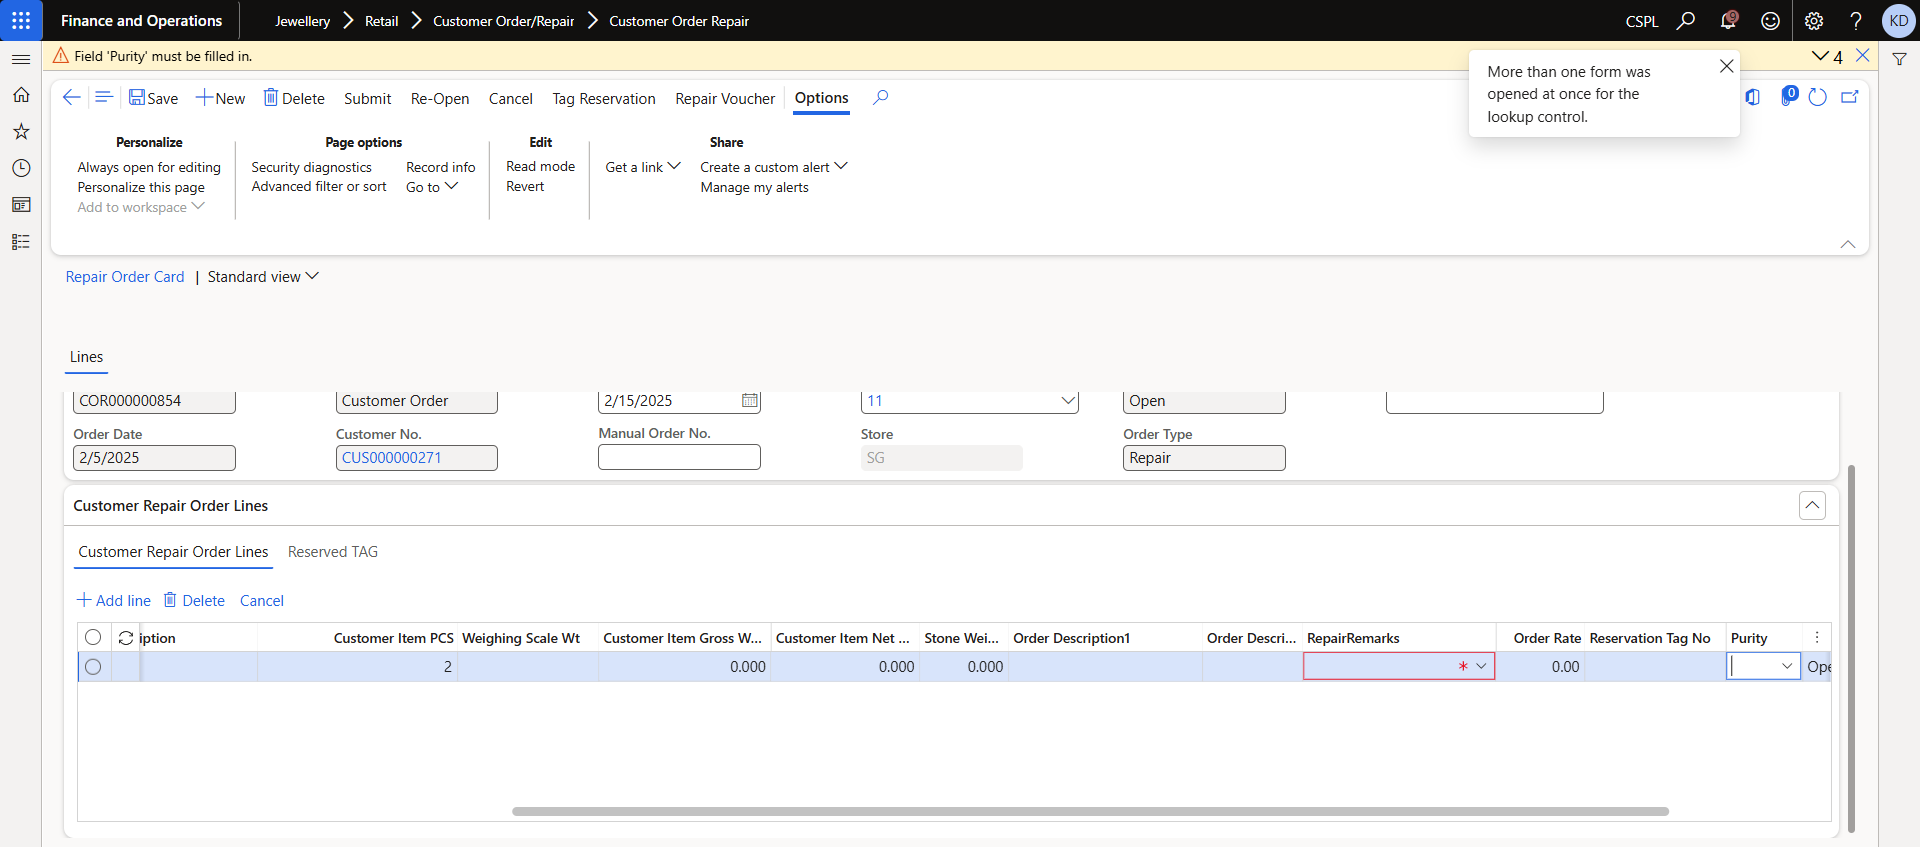 Finance and Operations
Jewellery
Retail
Customer Order/Repair
Customer Order Repair
CSPL
9
?
KD
Field 'Purity' must be filled in.
4
More than one form was
opened at once for the
lookup control.
Save
New
Delete
Submit
Re-Open
Cancel
Tag Reservation
Repair Voucher
Options
0
Personalize
Always open for editing
Personalize this page
Add to workspace
Page options
Security diagnostics
Advanced filter or sort
Record info
Go to
Edit
Read mode
Revert
Share
Get a link
Create a custom alert
Manage my alerts
Repair Order Card | Standard view
Lines
COR000000854
Customer Order
2/15/2025
11
Open
Order Date
Customer No.
Manual Order No.
Store
Order Type
2/5/2025
CUS000000271
SG
Repair
Customer Repair Order Lines
Customer Repair Order Lines
Reserved TAG
Add line
Delete
Cancel
iption
Customer Item PCS
Weighing Scale Wt
Customer Item Gross W...
Customer Item Net ...
Stone Wei...
Order Description1
Order Descri...
RepairRemarks
Order Rate
Reservation Tag No
Purity
2
0.000
0.000
0.000
*
0.00
Ope